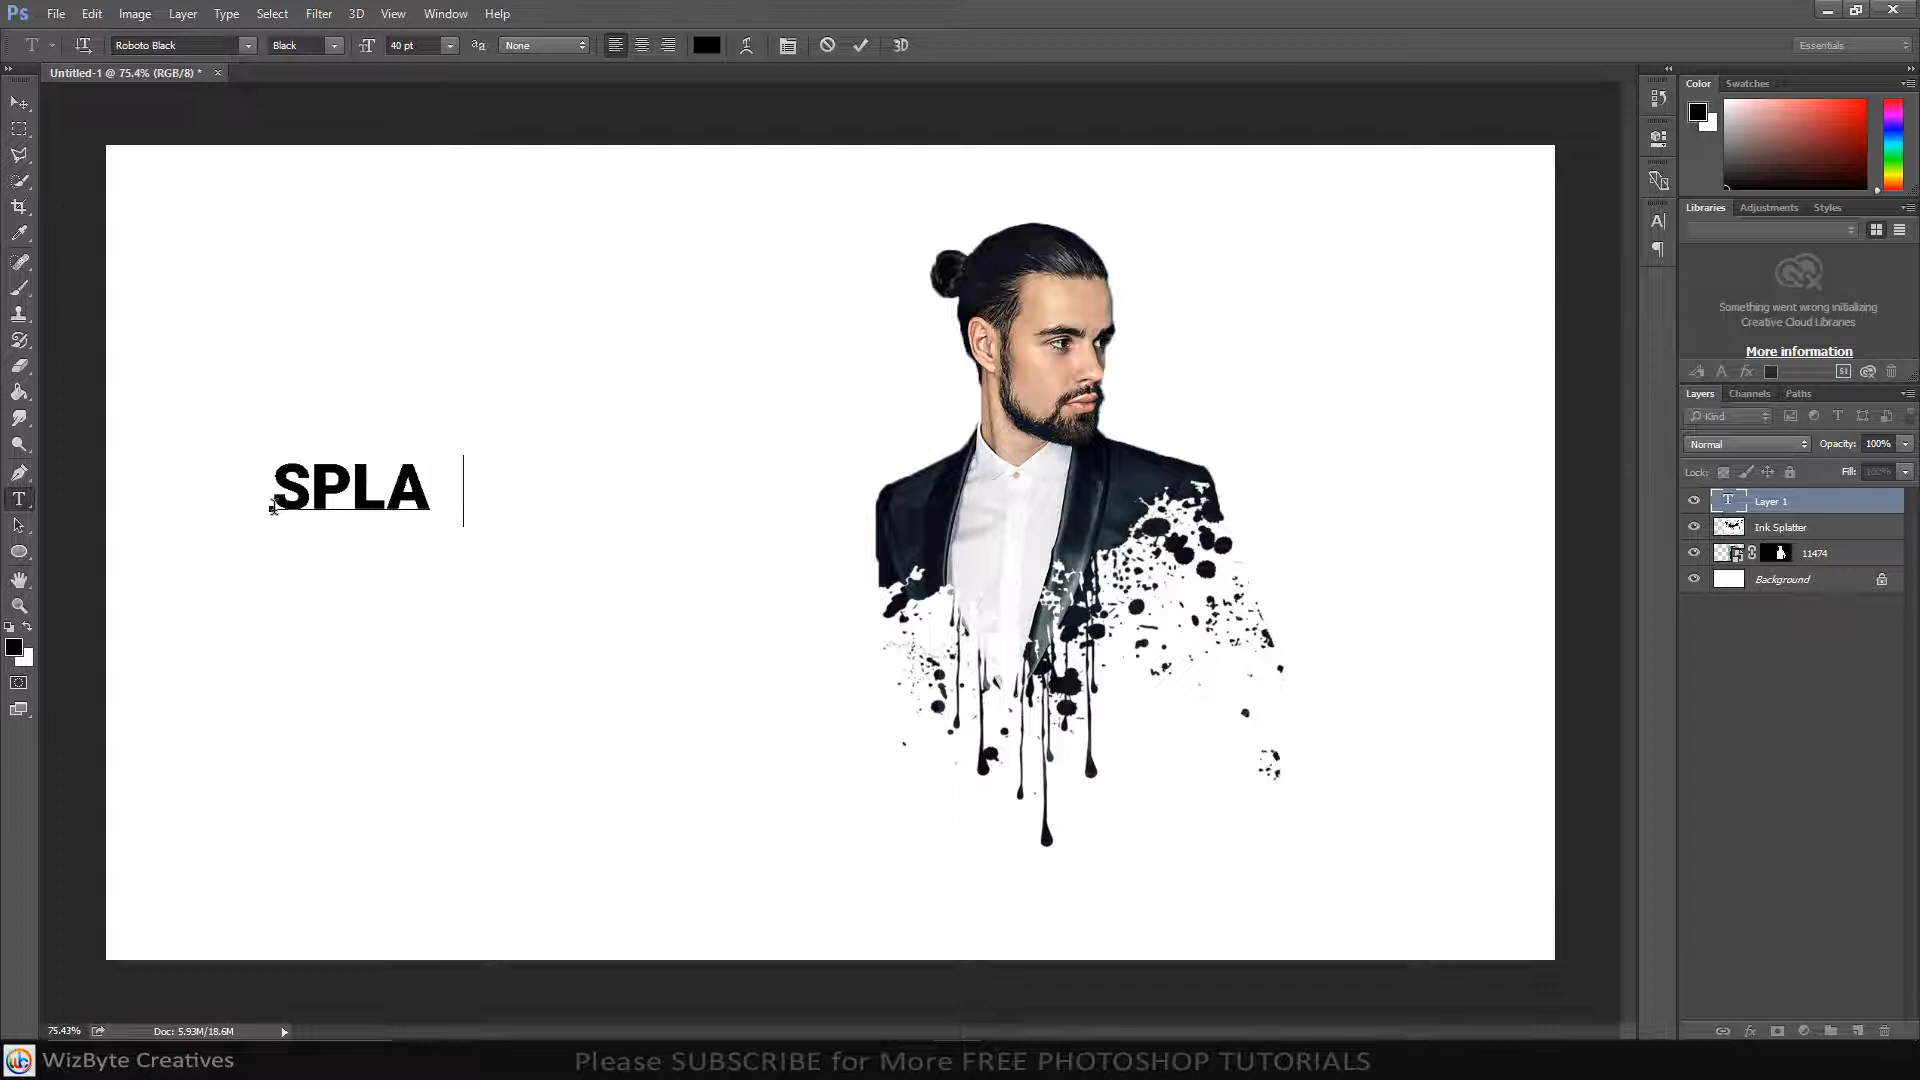 Ps File Edit Image Layer Type Select Filter 3D View Window Help
T Roboto Black Black 40 pt None 3D Essentials
Untitled-1 @ 75.4% (RGB/8) *
Color Swatches
Libraries Adjustments Styles
Something went wrong initializing
Creative Cloud Libraries
More information
Layers Channels Paths
Kind
Normal Opacity: 100%
Lock: Fill: 100%
Layer 1
Ink Splatter
11474
Background
SPLA
75.43% Doc: 5.93M/18.6M
WizByte Creatives Please SUBSCRIBE for More FREE PHOTOSHOP TUTORIALS